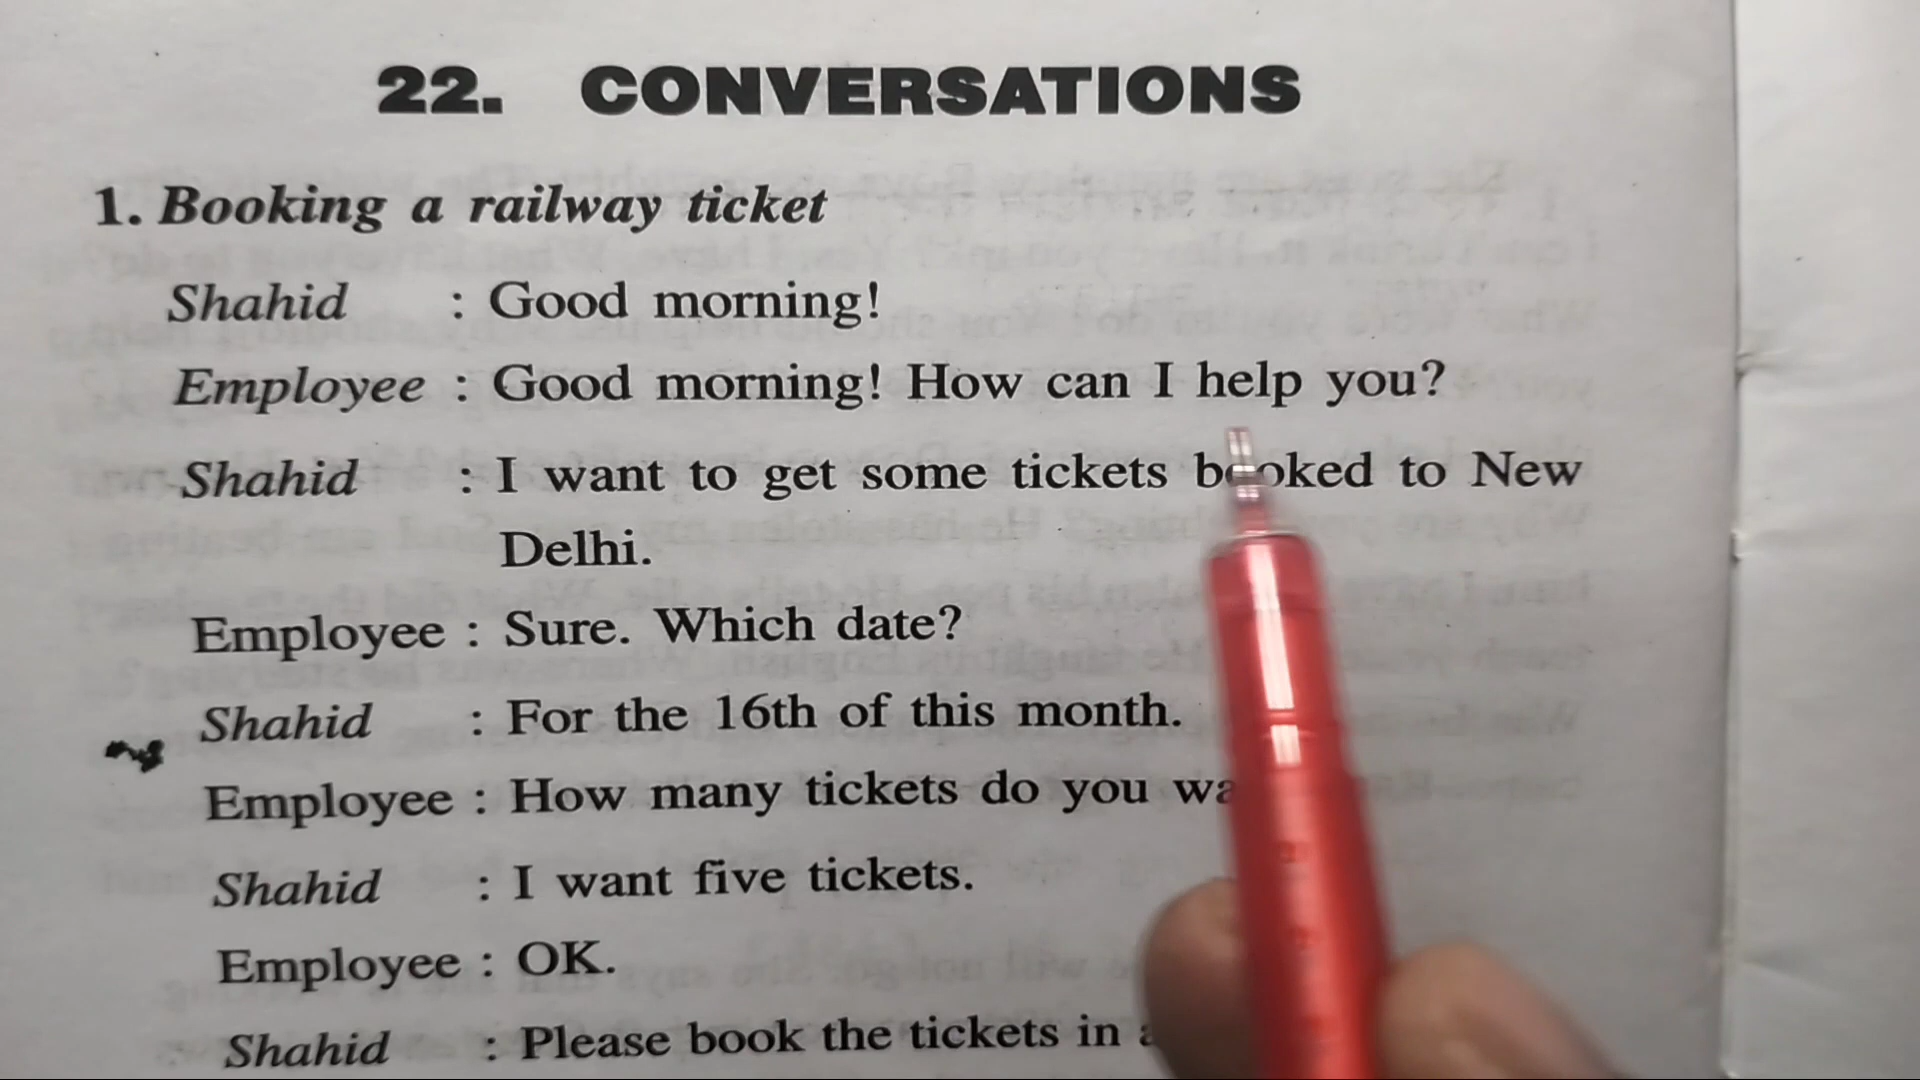 22. CONVERSATIONS
1. Booking a railway ticket
Shahid : Good morning!
Employee : Good morning! How can I help you?
Shahid : I want to get some tickets booked to New
Delhi.
Employee : Sure. Which date?
Shahid : For the 16th of this month.
Employee : How many tickets do you
Shahid : I want five tickets.
Employee : OK.
Shahid : Please book the tickets in